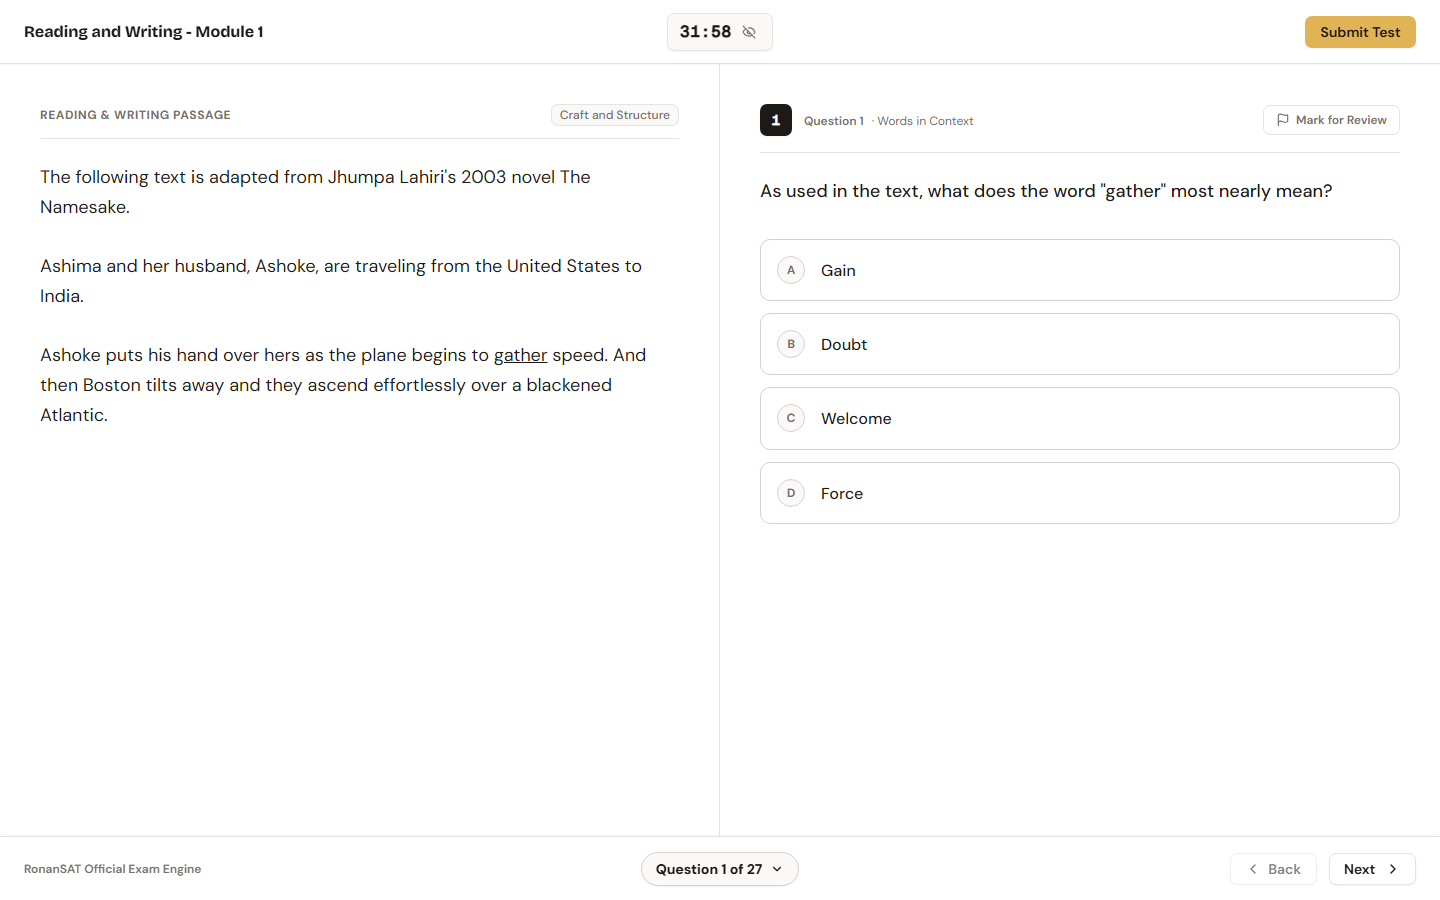 Reading and Writing - Module 1
31:58
Submit Test
READING & WRITING PASSAGE
Craft and Structure
The following text is adapted from Jhumpa Lahiri's 2003 novel The
Namesake.
Ashima and her husband, Ashoke, are traveling from the United States to
India.
Ashoke puts his hand over hers as the plane begins to gather speed. And
then Boston tilts away and they ascend effortlessly over a blackened
Atlantic.
1
Question 1 · Words in Context
Mark for Review
As used in the text, what does the word "gather" most nearly mean?
A Gain
B Doubt
C Welcome
D Force
RonanSAT Official Exam Engine
Question 1 of 27
Back
Next